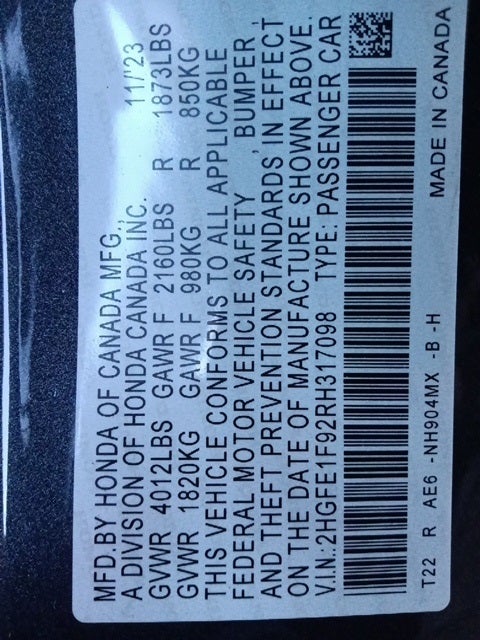 MFD.BY HONDA OF CANADA MFG.,
A DIVISION OF HONDA CANADA INC. 11/'23
GVWR 4012LBS GAWR F 2160LBS R 1873LBS
GVWR 1820KG GAWR F 980KG R 850KG
THIS VEHICLE CONFORMS TO ALL APPLICABLE
FEDERAL MOTOR VEHICLE SAFETY , BUMPER ,
AND THEFT PREVENTION STANDARDS IN EFFECT
ON THE DATE OF MANUFACTURE SHOWN ABOVE.
V.I.N.:2HGFE1F92RH317098 TYPE: PASSENGER CAR
T22 R AE6 -NH904MX -B -H MADE IN CANADA